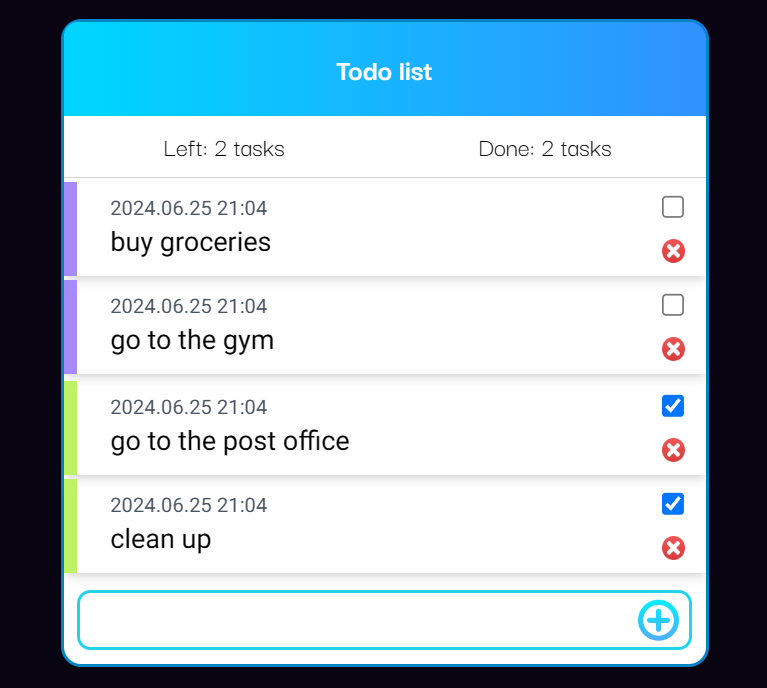 Todo list
Left: 2 tasks
Done: 2 tasks
2024.06.25 21:04
buy groceries
2024.06.25 21:04
go to the gym
2024.06.25 21:04
go to the post office
2024.06.25 21:04
clean up